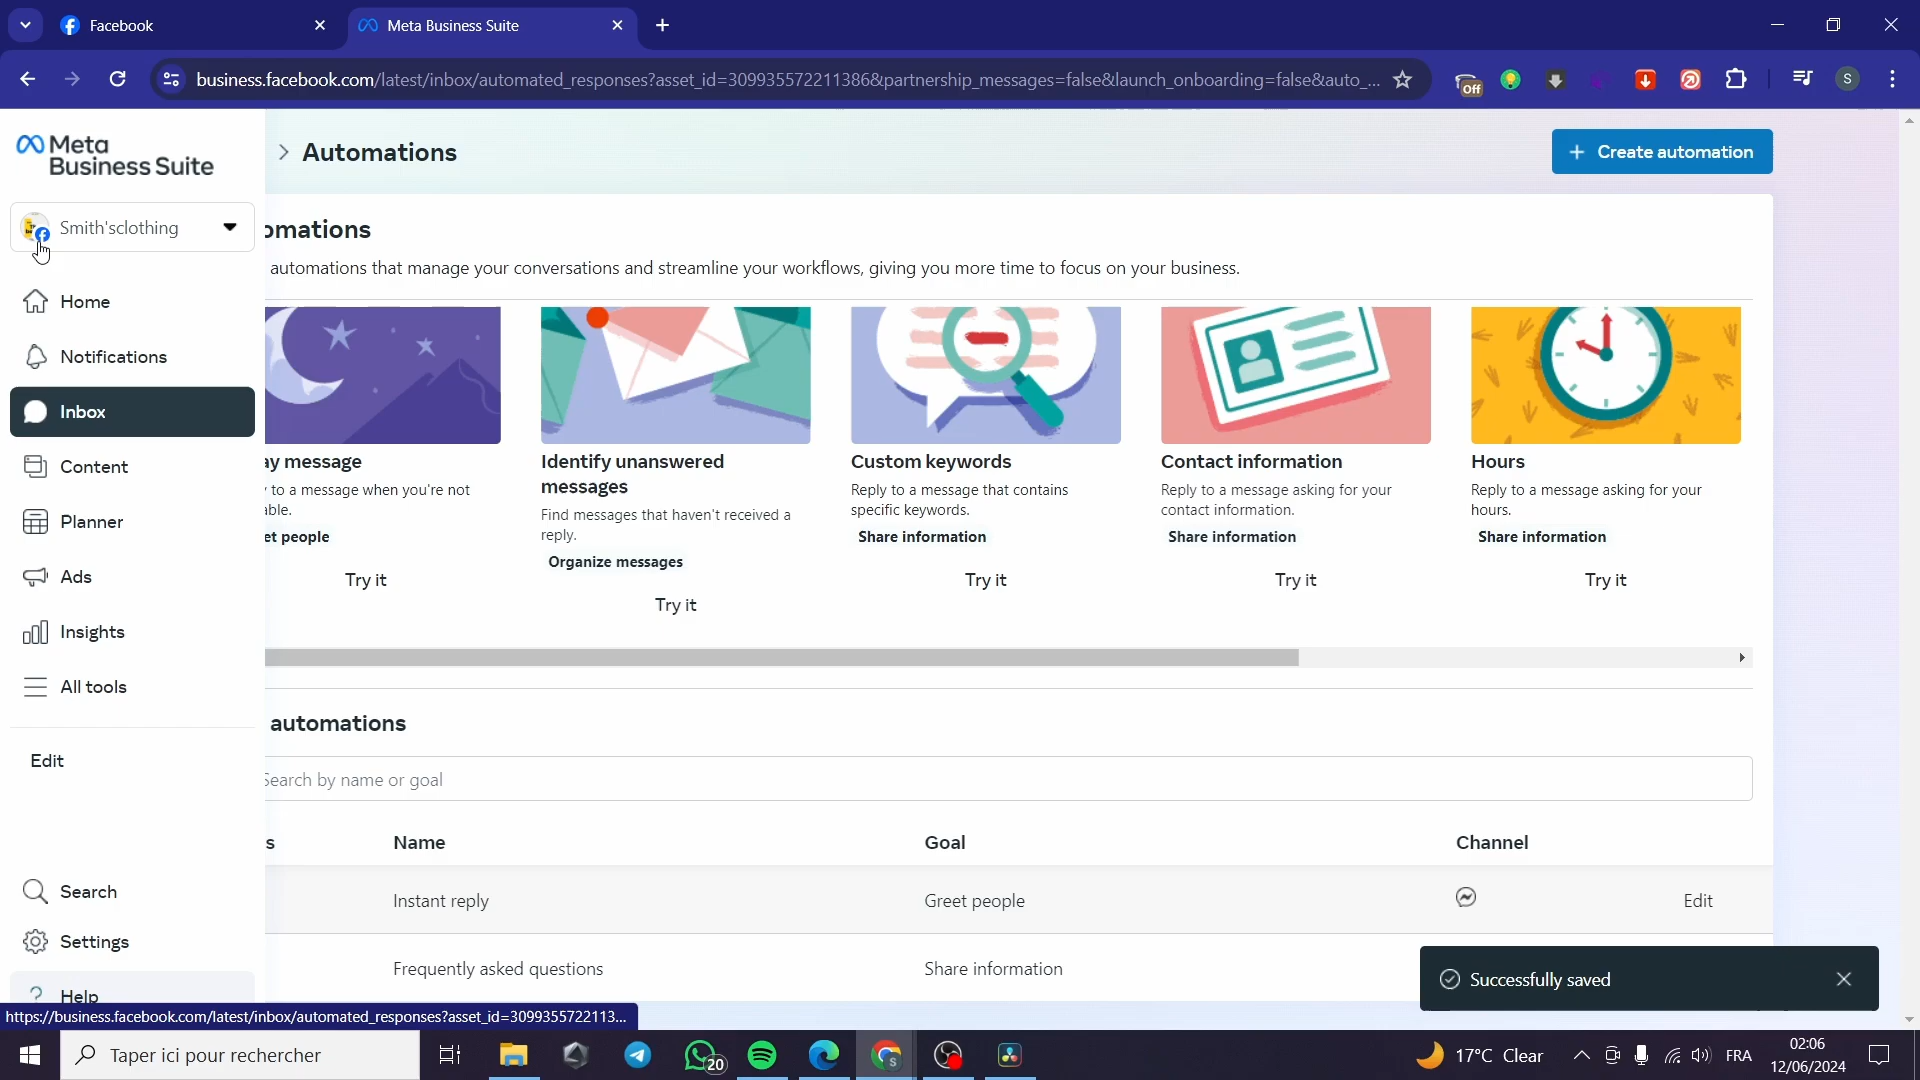 Facebook
Meta Business Suite
business.facebook.com/latest/inbox/automated_responses?asset_id=309935572211386&partnership_messages=false&launch_onboarding=false&auto_...
Off
S
Meta
Business Suite
Automations
+ Create automation
Smith'sclothing
omations
automations that manage your conversations and streamline your workflows, giving you more time to focus on your business.
Home
Notifications
Inbox
Content
Planner
Ads
Insights
All tools
Edit
Search
Settings
Help
ay message
to a message when you're not
able.
et people
Try it
Identify unanswered
messages
Find messages that haven't received a
reply.
Organize messages
Try it
Custom keywords
Reply to a message that contains
specific keywords.
Share information
Try it
Contact information
Reply to a message asking for your
contact information.
Share information
Try it
Hours
Reply to a message asking for your
hours.
Share information
Try it
automations
Search by name or goal
s Name Goal Channel
Instant reply Greet people Edit
Frequently asked questions Share information
Successfully saved
https://business.facebook.com/latest/inbox/automated_responses?asset_id=3099355722113...
Taper ici pour rechercher
20
S
17°C Clear
FRA
02:06
12/06/2024